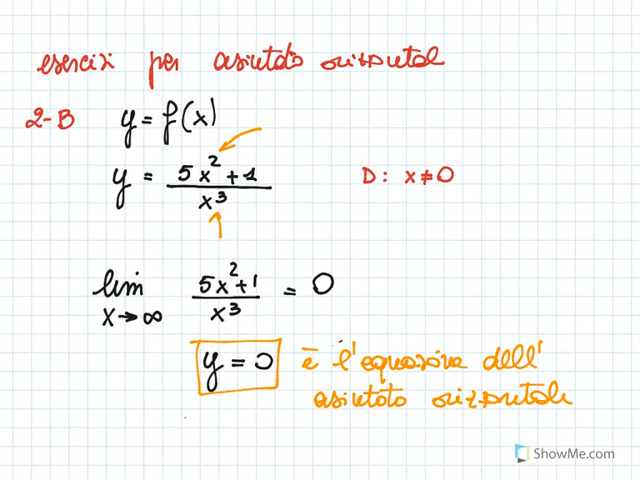 esercizi per asintoto orizzontale
2-B y = f(x)
y = (5x² + 1) / x³ D: x ≠ 0
lim x→∞ (5x² + 1) / x³ = 0
y = 0 è l'equazione dell'
asintoto orizzontale
ShowMe.com